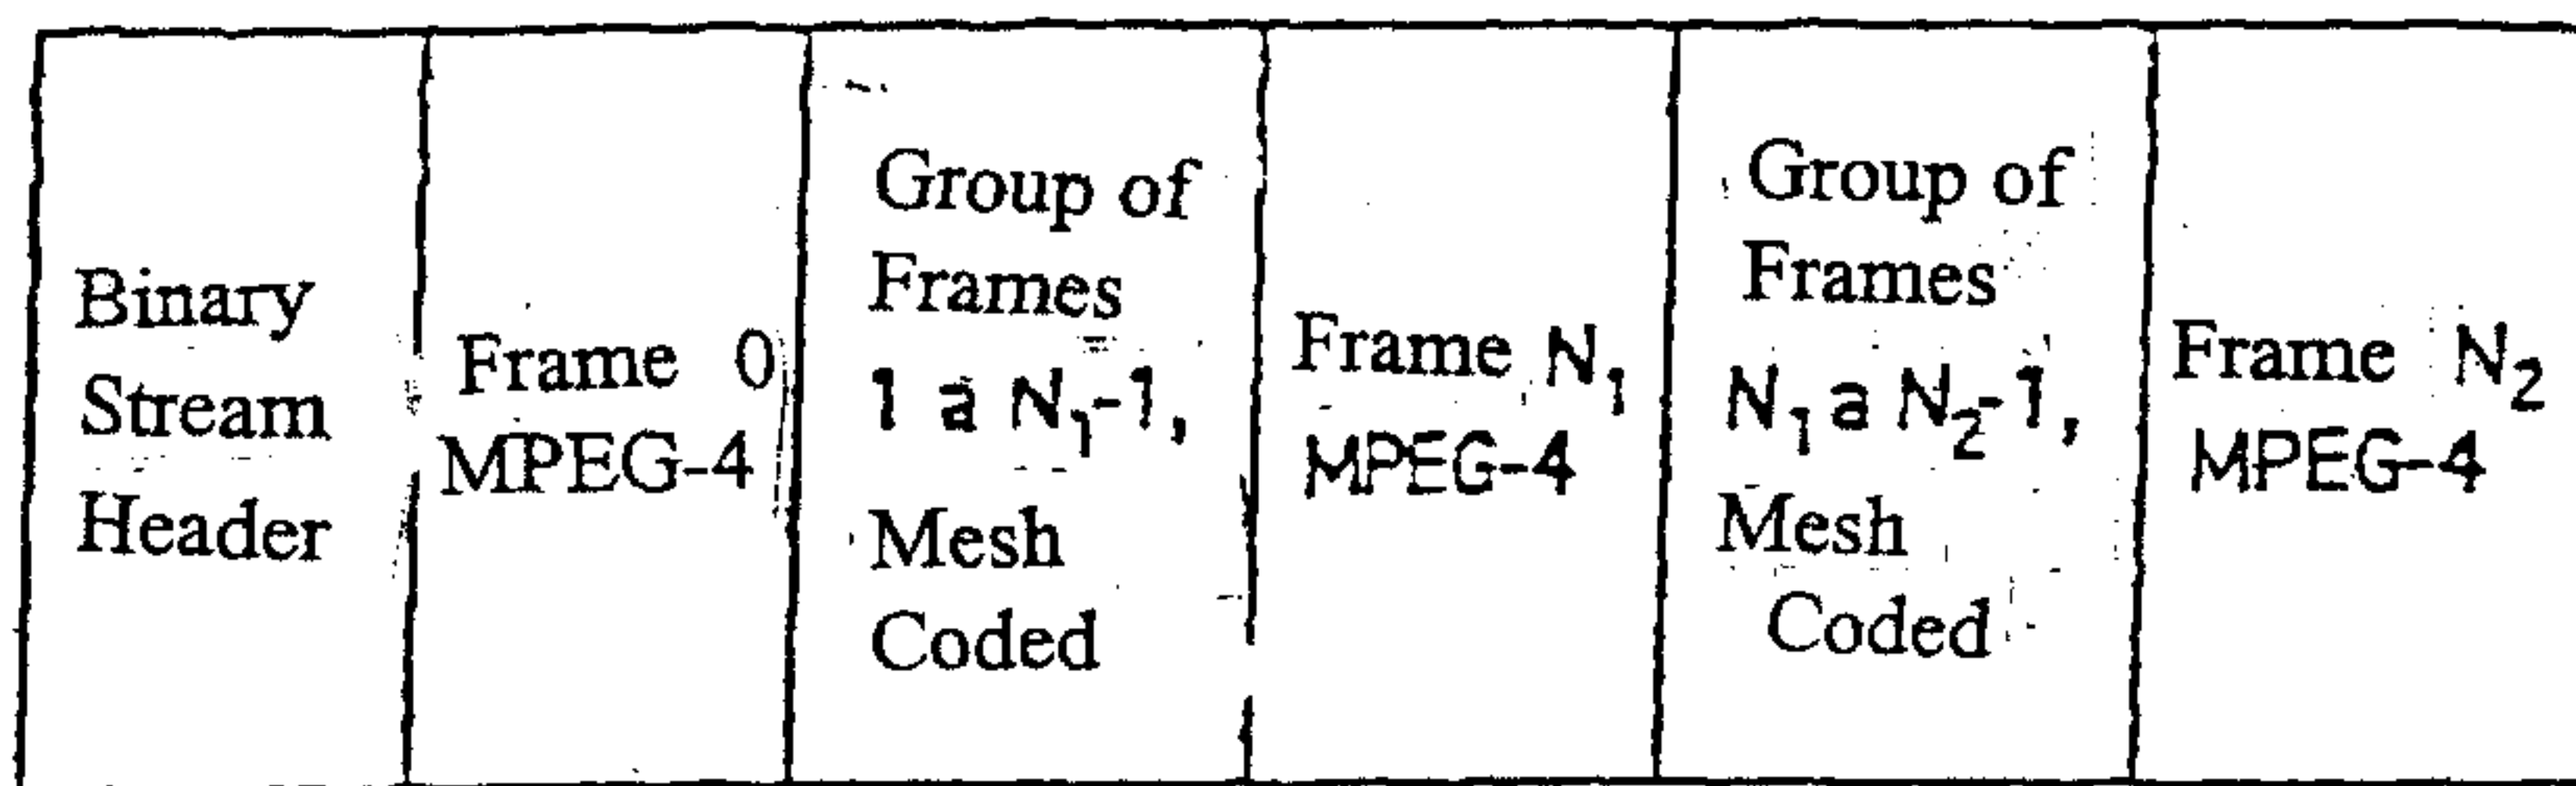 Binary
Stream
Header
Frame 0
MPEG-4
Group of
Frames
1 a N₁-1,
Mesh
Coded
Frame N₁
MPEG-4
Group of
Frames
N₁ a N₂-1,
Mesh
Coded
Frame N₂
MPEG-4